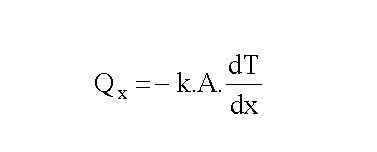 Qₓ = − k.A. dT/dx